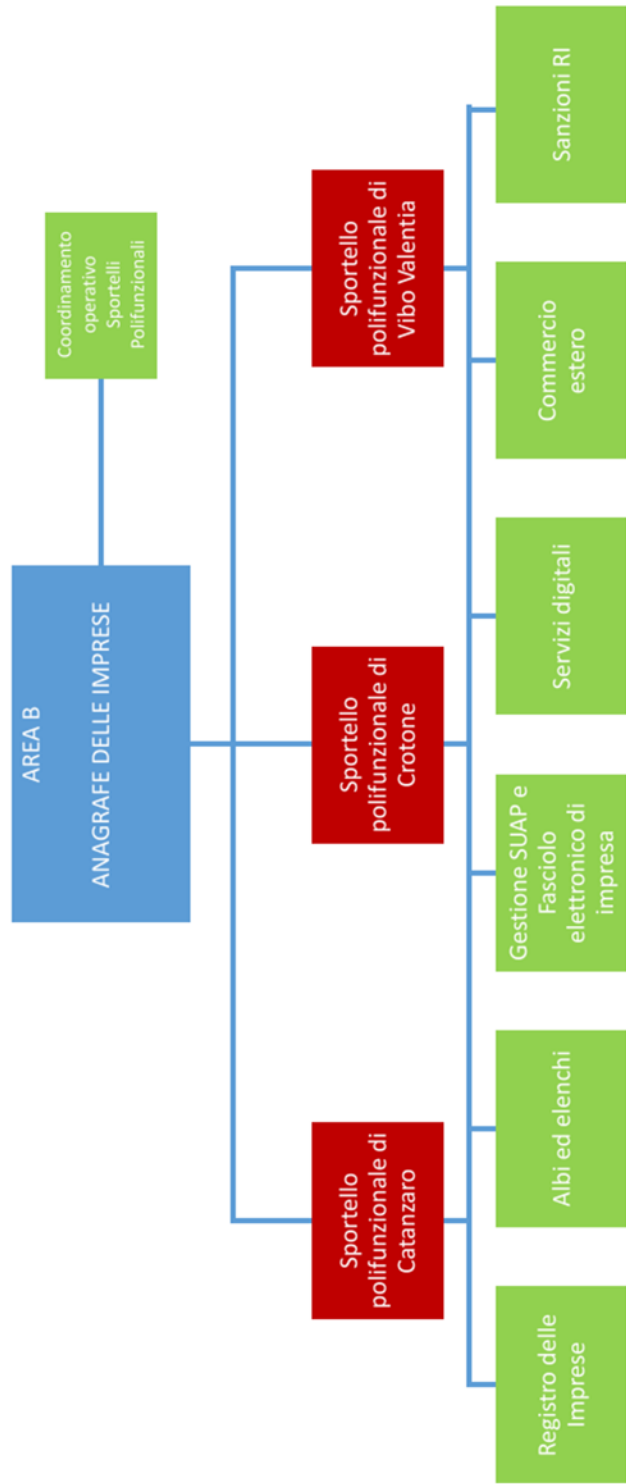 AREA B
ANAGRAFE DELLE IMPRESE
Coordinamento
operativo
Sportelli
Polifunzionali
Sportello
polifunzionale di
Catanzaro
Sportello
polifunzionale di
Crotone
Sportello
polifunzionale di
Vibo Valentia
Registro delle
Imprese
Albi ed elenchi
Gestione SUAP e
Fasciolo
elettronico di
impresa
Servizi digitali
Commercio
estero
Sanzioni RI